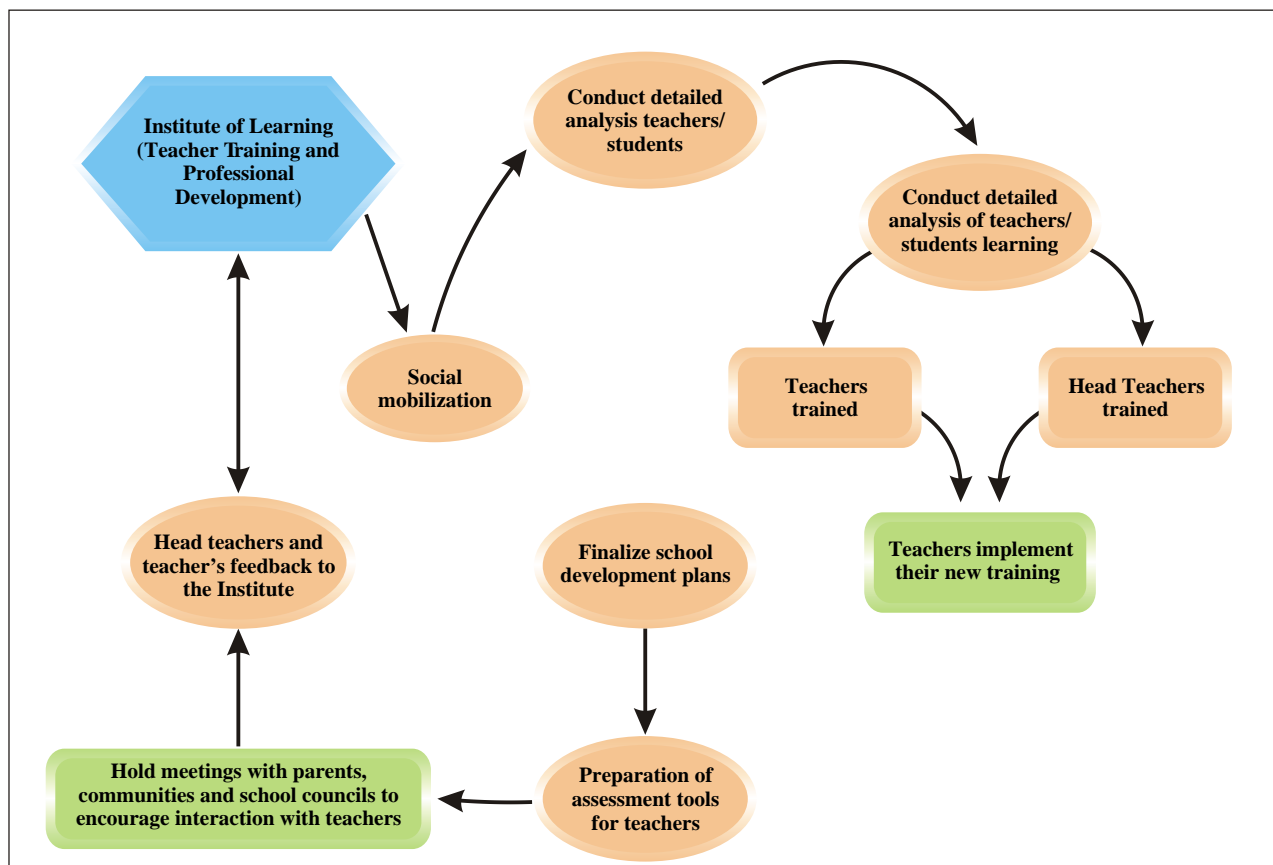 Institute of Learning
(Teacher Training and
Professional
Development)
Conduct detailed
analysis teachers/
students
Conduct detailed
analysis of teachers/
students learning
Social
mobilization
Teachers
trained
Head Teachers
trained
Head teachers and
teacher's feedback to
the Institute
Finalize school
development plans
Teachers implement
their new training
Hold meetings with parents,
communities and school councils to
encourage interaction with teachers
Preparation of
assessment tools
for teachers